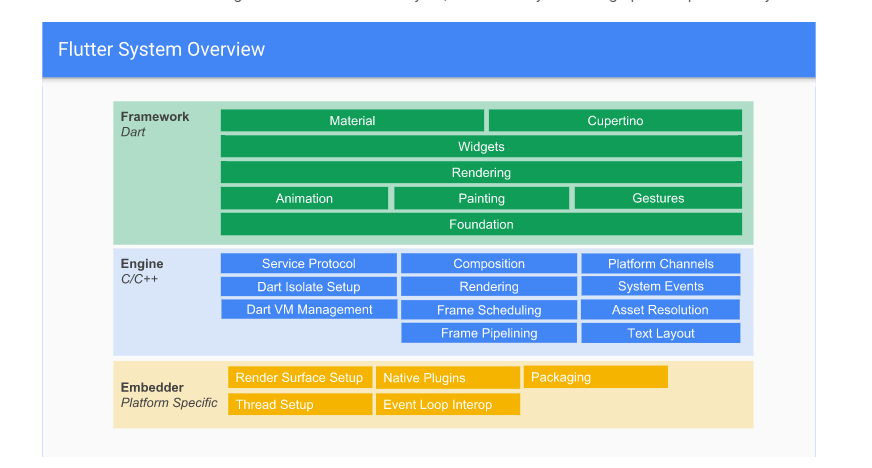 Flutter System Overview
Framework
Dart
Material
Cupertino
Widgets
Rendering
Animation
Painting
Gestures
Foundation
Engine
C/C++
Service Protocol
Composition
Platform Channels
Dart Isolate Setup
Rendering
System Events
Dart VM Management
Frame Scheduling
Asset Resolution
Frame Pipelining
Text Layout
Embedder
Platform Specific
Render Surface Setup
Native Plugins
Packaging
Thread Setup
Event Loop Interop